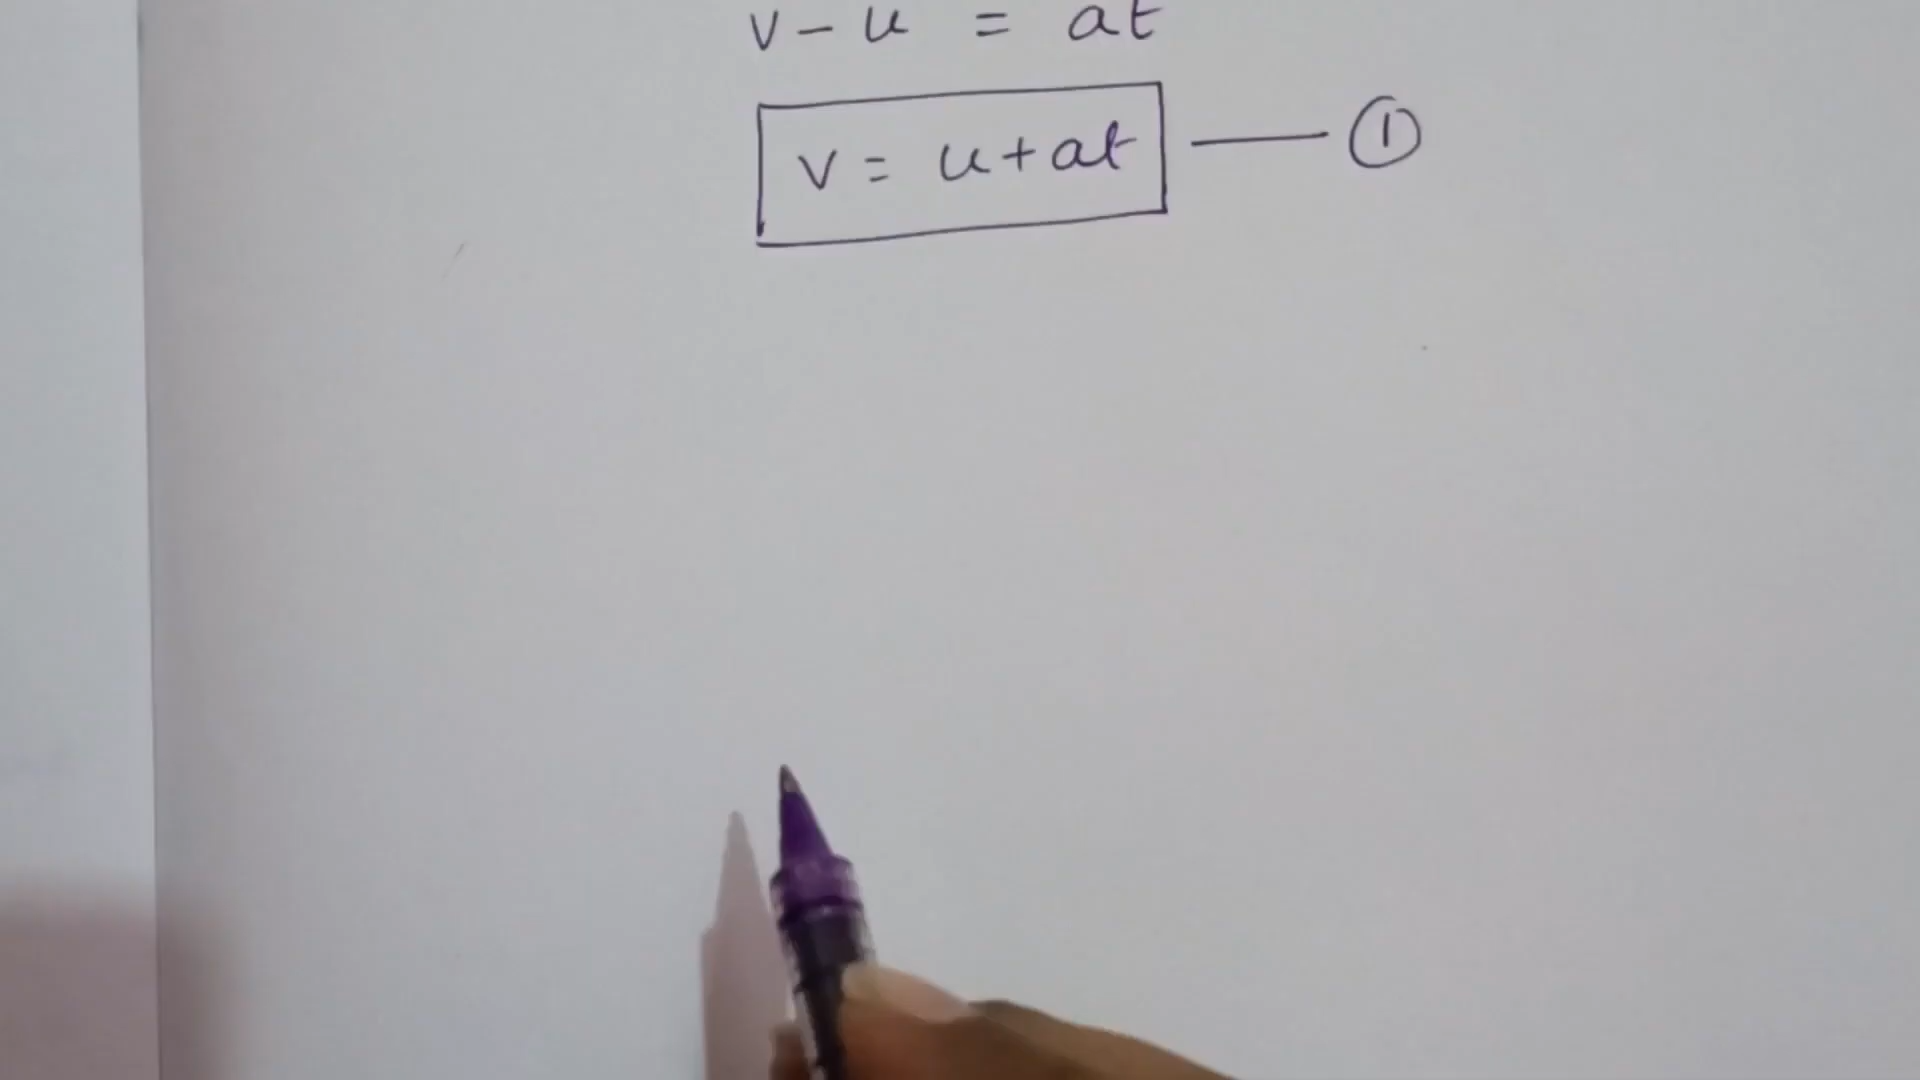 v - u = at
v = u + at — ①